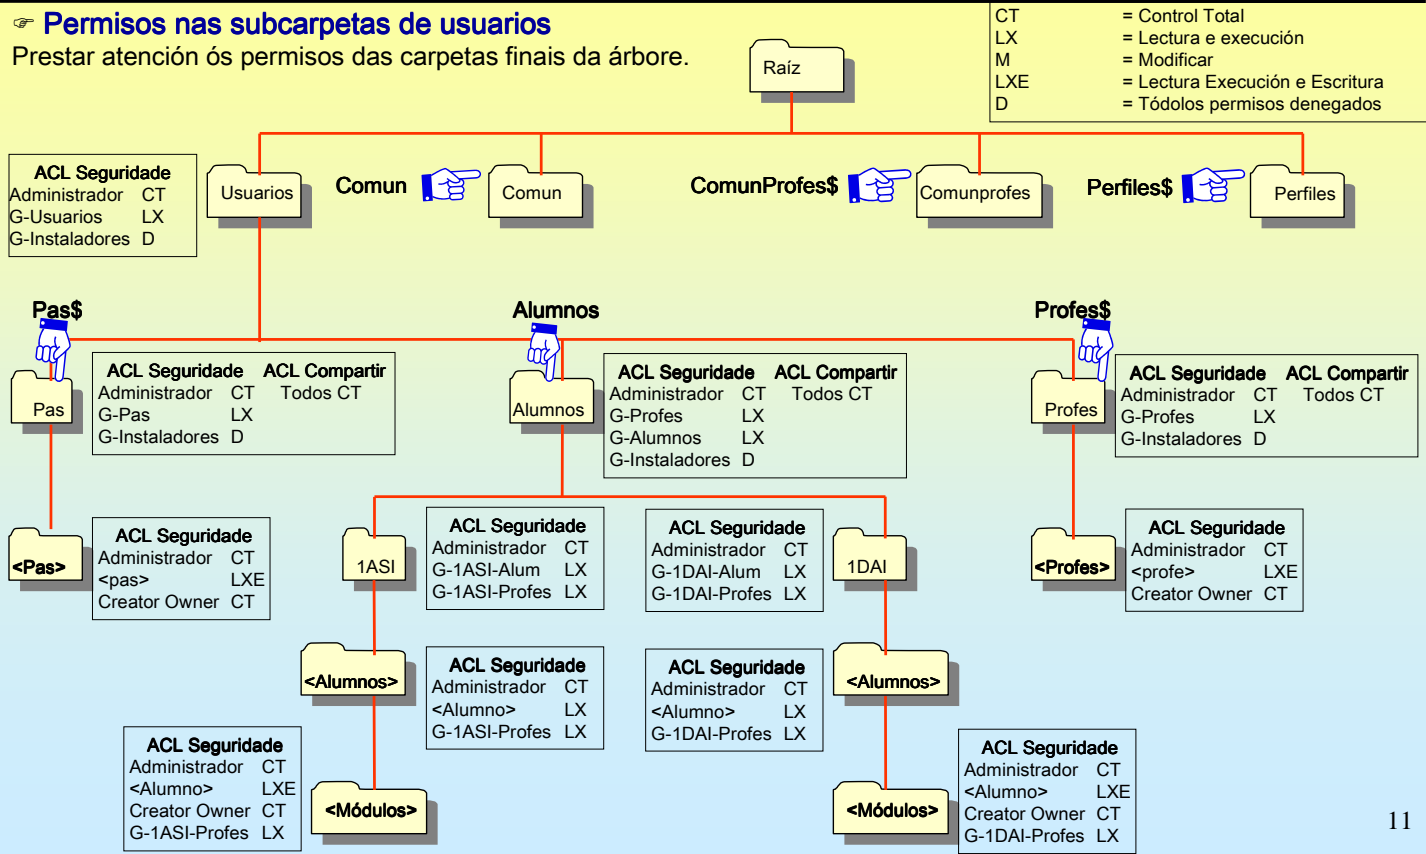 ☞ Permisos nas subcarpetas de usuarios
Prestar atención ós permisos das carpetas finais da árbore.
CT = Control Total
LX = Lectura e execución
M = Modificar
LXE = Lectura Execución e Escritura
D = Tódolos permisos denegados
Raíz
ACL Seguridade
Administrador CT
G-Usuarios LX
G-Instaladores D
Usuarios
Comun
Comun
ComunProfes$
Comunprofes
Perfiles$
Perfiles
Pas$
Alumnos
Profes$
Pas
ACL Seguridade ACL Compartir
Administrador CT Todos CT
G-Pas LX
G-Instaladores D
Alumnos
ACL Seguridade ACL Compartir
Administrador CT Todos CT
G-Profes LX
G-Alumnos LX
G-Instaladores D
Profes
ACL Seguridade ACL Compartir
Administrador CT Todos CT
G-Profes LX
G-Instaladores D
<Pas>
ACL Seguridade
Administrador CT
<pas> LXE
Creator Owner CT
1ASI
ACL Seguridade
Administrador CT
G-1ASI-Alum LX
G-1ASI-Profes LX
ACL Seguridade
Administrador CT
G-1DAI-Alum LX
G-1DAI-Profes LX
1DAI
<Profes>
ACL Seguridade
Administrador CT
<profe> LXE
Creator Owner CT
<Alumnos>
ACL Seguridade
Administrador CT
<Alumno> LX
G-1ASI-Profes LX
ACL Seguridade
Administrador CT
<Alumno> LX
G-1DAI-Profes LX
<Alumnos>
ACL Seguridade
Administrador CT
<Alumno> LXE
Creator Owner CT
G-1ASI-Profes LX
<Módulos>
<Módulos>
ACL Seguridade
Administrador CT
<Alumno> LXE
Creator Owner CT
G-1DAI-Profes LX
11